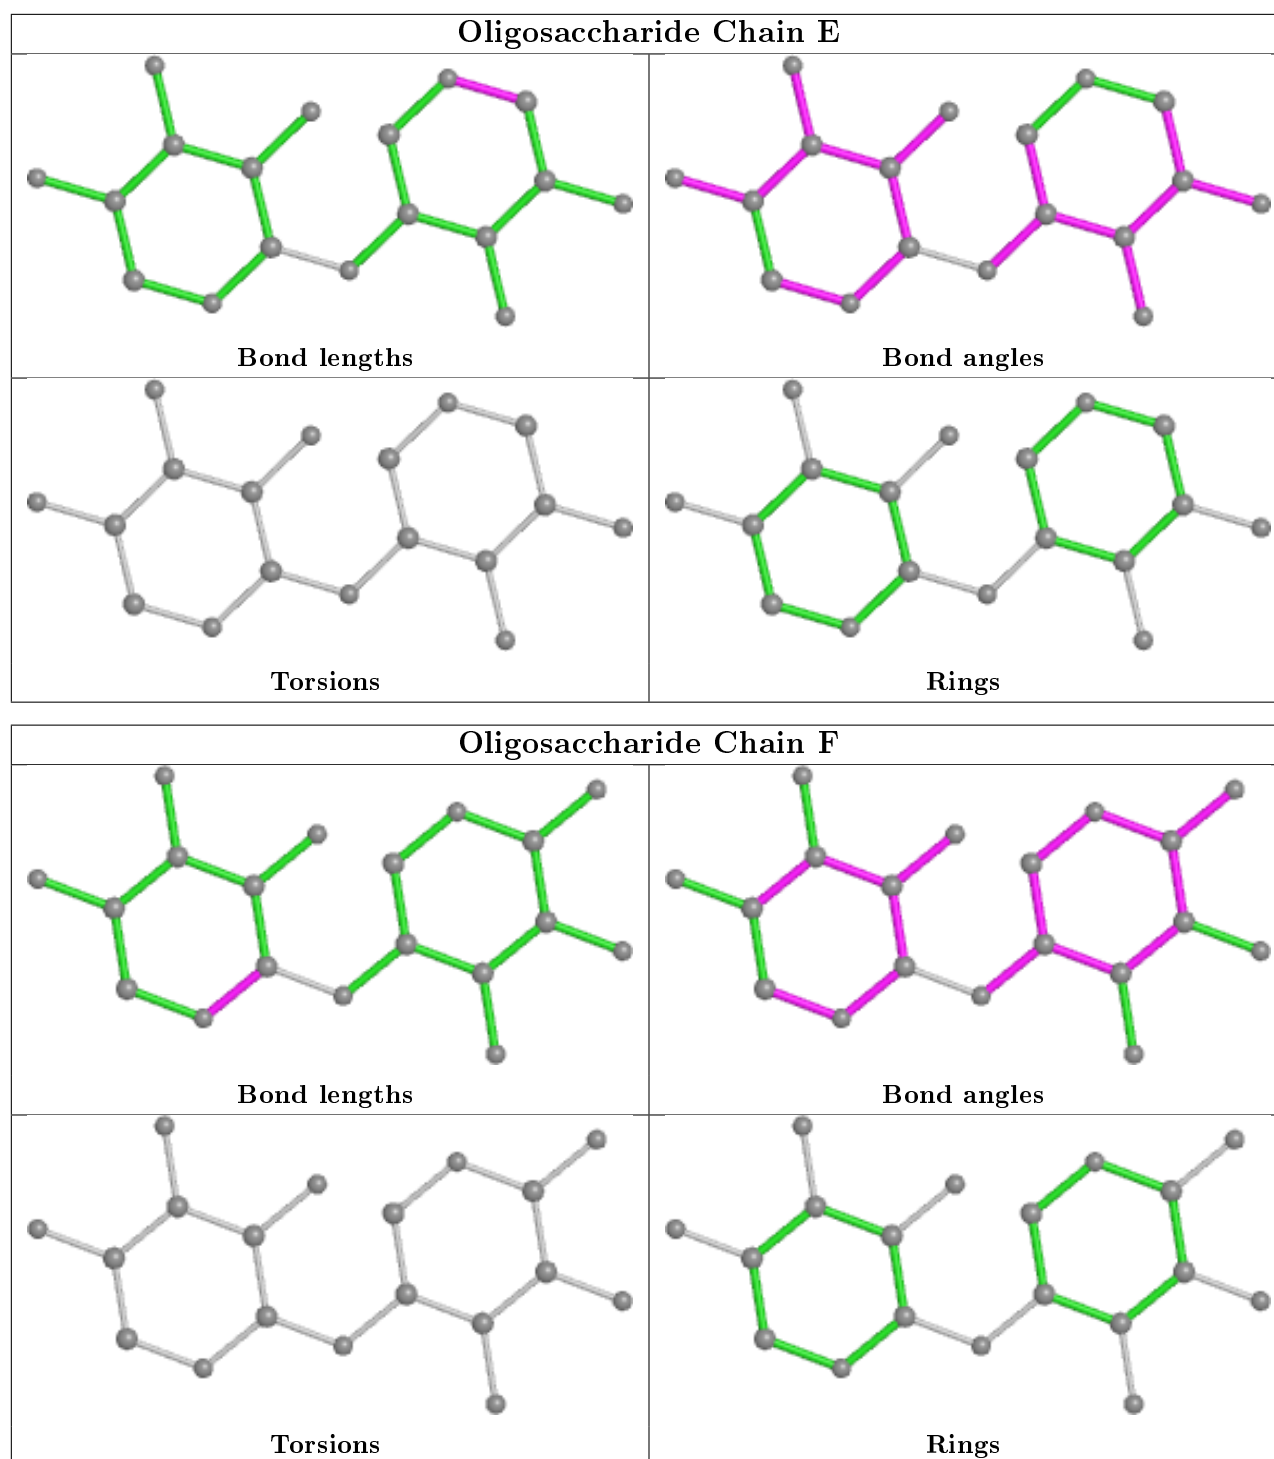 Oligosaccharide Chain E
Bond lengths
Bond angles
Torsions
Rings
Oligosaccharide Chain F
Bond lengths
Bond angles
Torsions
Rings